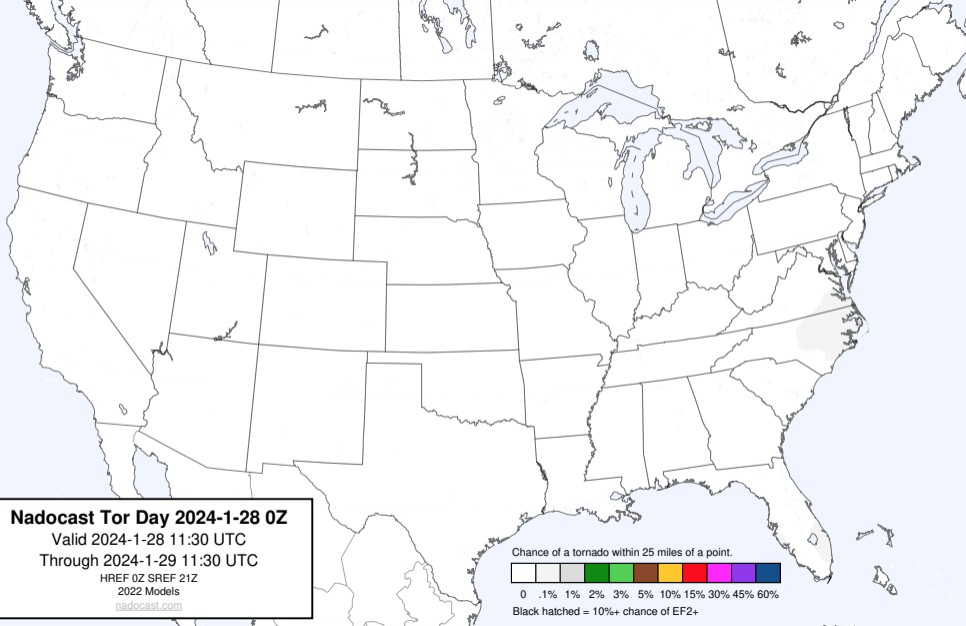 Nadocast Tor Day 2024-1-28 0Z
Valid 2024-1-28 11:30 UTC
Through 2024-1-29 11:30 UTC
HREF 0Z SREF 21Z
2022 Models
nadocast.com
Chance of a tornado within 25 miles of a point.
0 .1% 1% 2% 3% 5% 10% 15% 30% 45% 60%
Black hatched = 10%+ chance of EF2+